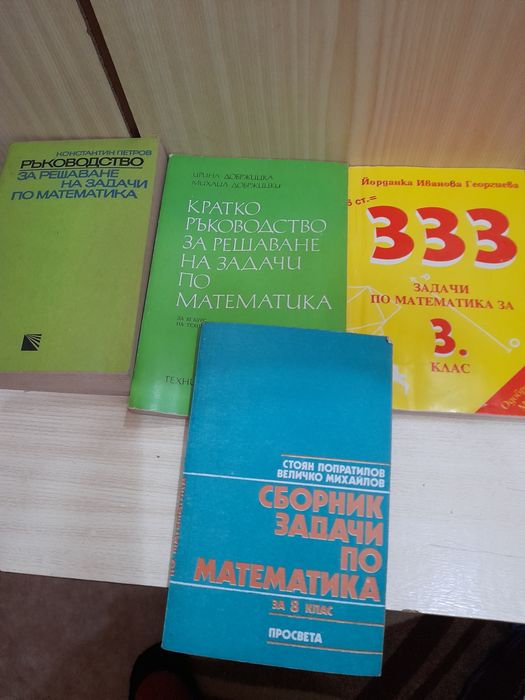 КОНСТАНТИН ПЕТРОВ
РЪКОВОДСТВО
ЗА РЕШАВАНЕ
НА ЗАДАЧИ
ПО МАТЕМАТИКА
ИРИНА ДОБРЖИЦКА
МИХАИЛ ДОБРЖИЦКИ
КРАТКО
РЪКОВОДСТВО
ЗА РЕШАВАНЕ
НА ЗАДАЧИ
ПО
МАТЕМАТИКА
Йорданка Иванова Георгиева
ст.=
333
ЗАДАЧИ
ПО МАТЕМАТИКА ЗА
3.
КЛАС
СТОЯН ПОПРАТИЛОВ
ВЕЛИЧКО МИХАЙЛОВ
СБОРНИК
ЗАДАЧИ
ПО
МАТЕМАТИКА
ЗА 8 КЛАС
ПРОСВЕТА